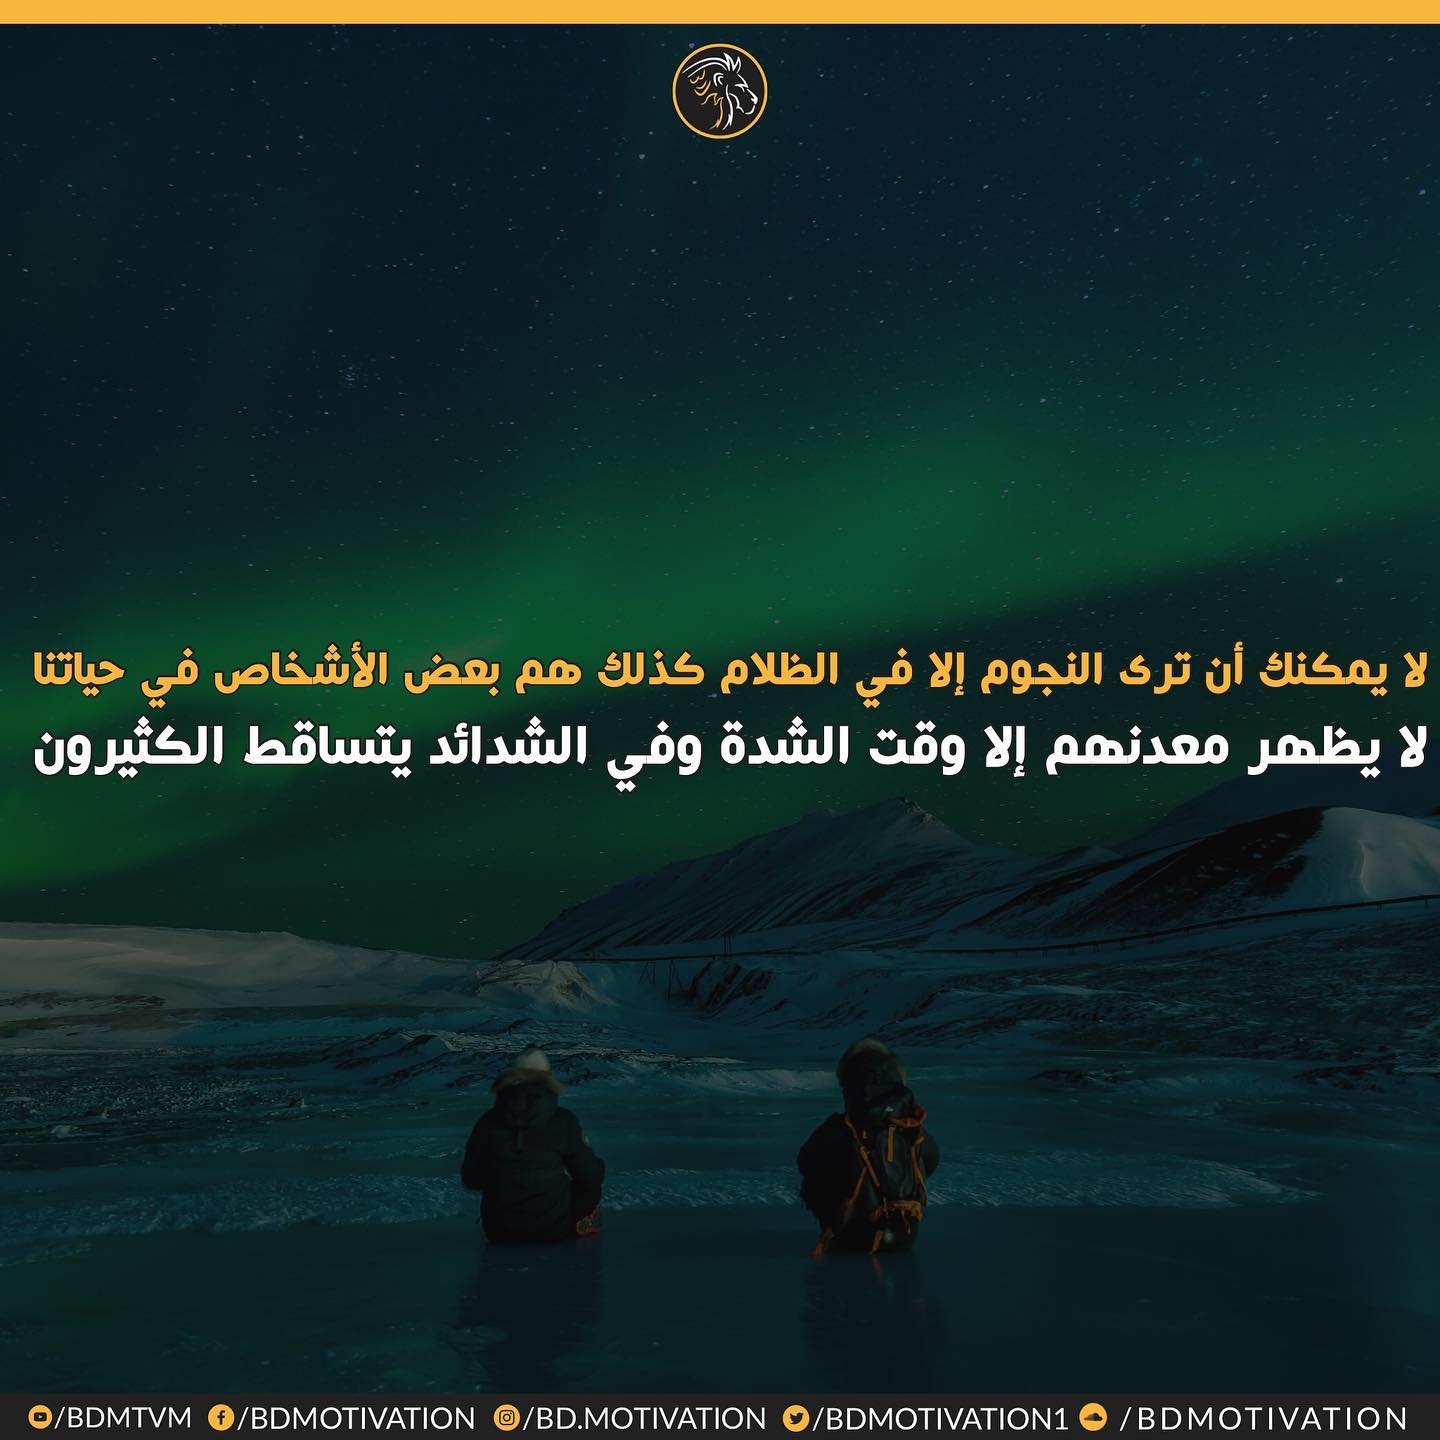 لا يمكنك أن ترى النجوم إلا في الظلام كذلك هم بعض الأشخاص في حياتنا
لا يظهر معدنهم إلا وقت الشدة وفي الشدائد يتساقط الكثيرون
/BDMTVM /BDMOTIVATION /BD.MOTIVATION /BDMOTIVATION1 /BDMOTIVATION